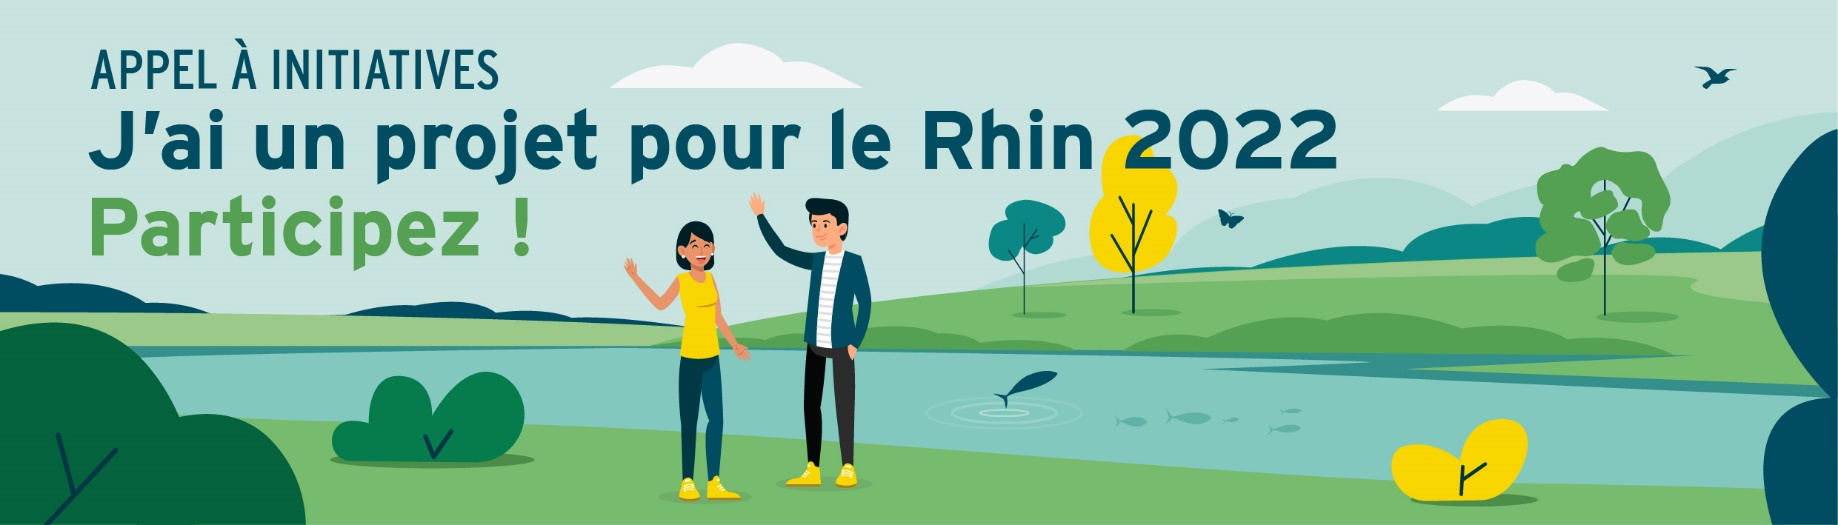 APPEL À INITIATIVES
J'ai un projet pour le Rhin 2022
Participez !